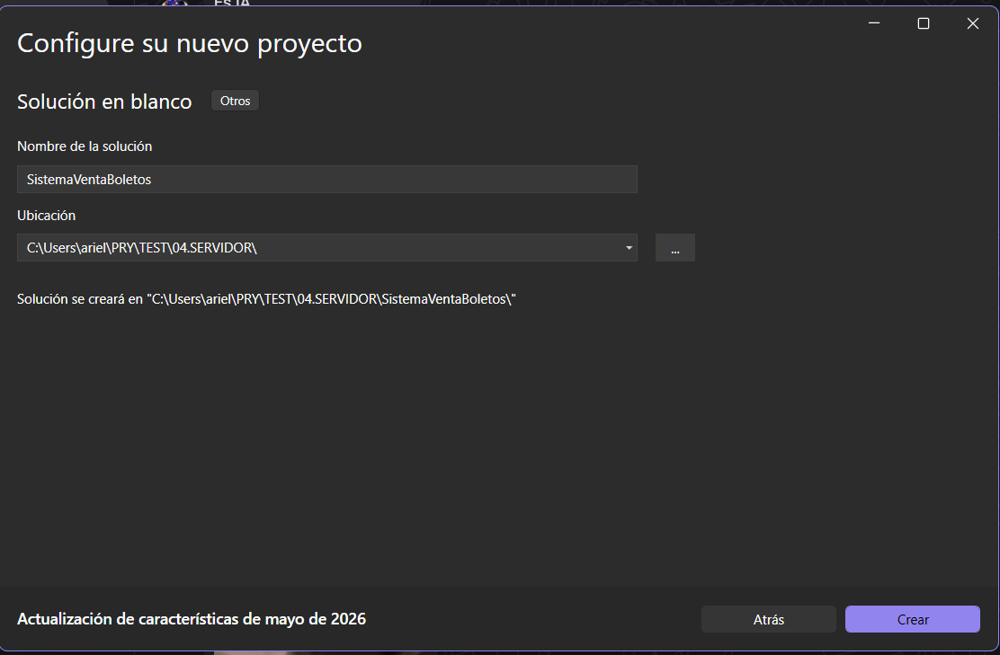 Es IA
Configure su nuevo proyecto
Solución en blanco Otros
Nombre de la solución
SistemaVentaBoletos
Ubicación
C:\Users\ariel\PRY\TEST\04.SERVIDOR\
...
Solución se creará en "C:\Users\ariel\PRY\TEST\04.SERVIDOR\SistemaVentaBoletos\"
Actualización de características de mayo de 2026
Atrás
Crear